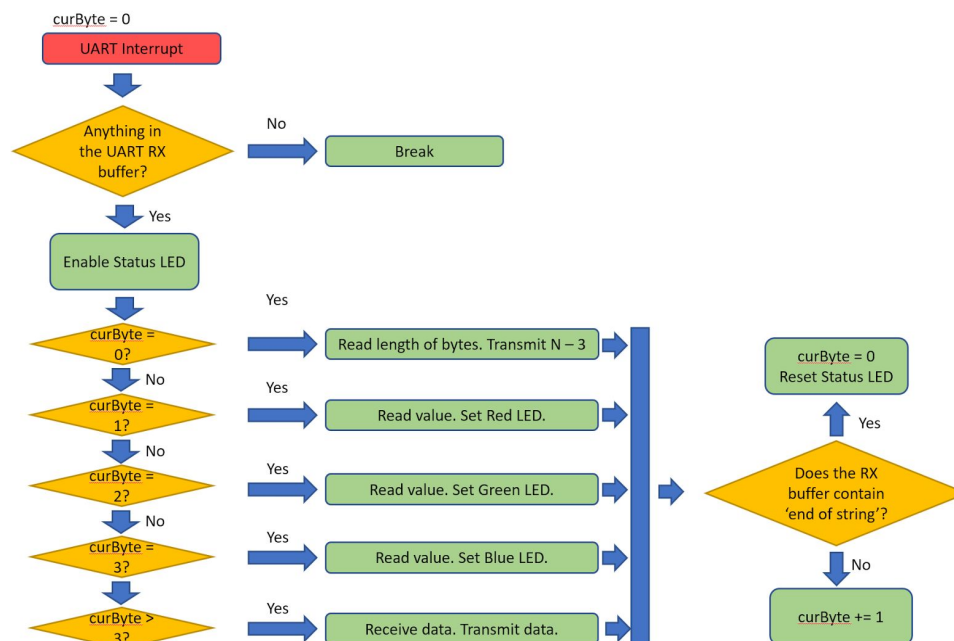 curByte = 0
UART Interrupt
Anything in
the UART RX
buffer?
No
Break
Yes
Enable Status LED
curByte =
0?
Yes
Read length of bytes. Transmit N – 3
No
curByte =
1?
Yes
Read value. Set Red LED.
No
curByte =
2?
Yes
Read value. Set Green LED.
No
curByte =
3?
Yes
Read value. Set Blue LED.
curByte >
3?
Yes
Receive data. Transmit data.
curByte = 0
Reset Status LED
Yes
Does the RX
buffer contain
‘end of string’?
No
curByte += 1